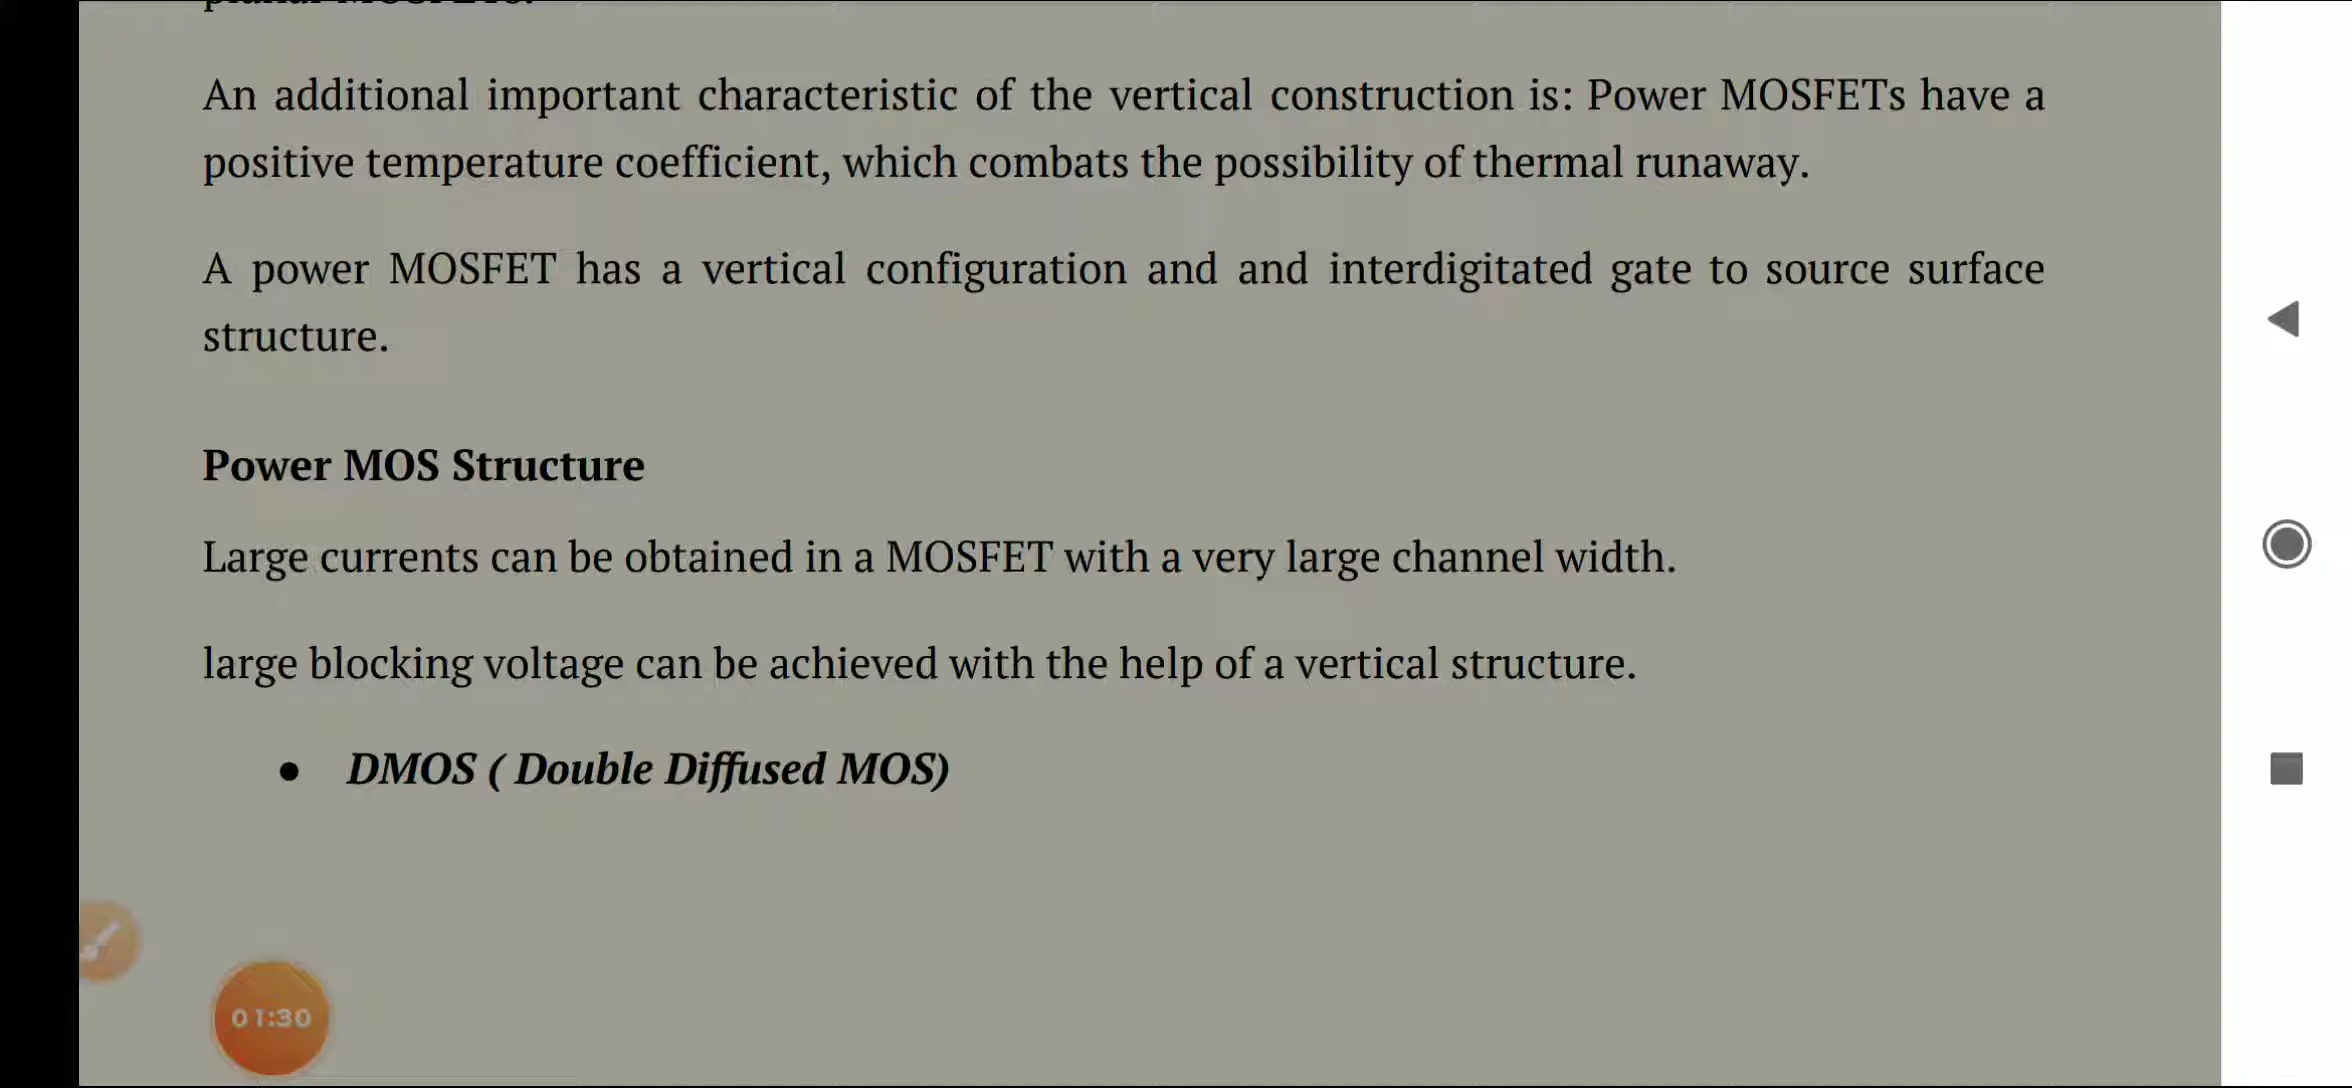 An additional important characteristic of the vertical construction is: Power MOSFETs have a
positive temperature coefficient, which combats the possibility of thermal runaway.
A power MOSFET has a vertical configuration and and interdigitated gate to source surface
structure.
Power MOS Structure
Large currents can be obtained in a MOSFET with a very large channel width.
large blocking voltage can be achieved with the help of a vertical structure.
● DMOS ( Double Diffused MOS)
01:30